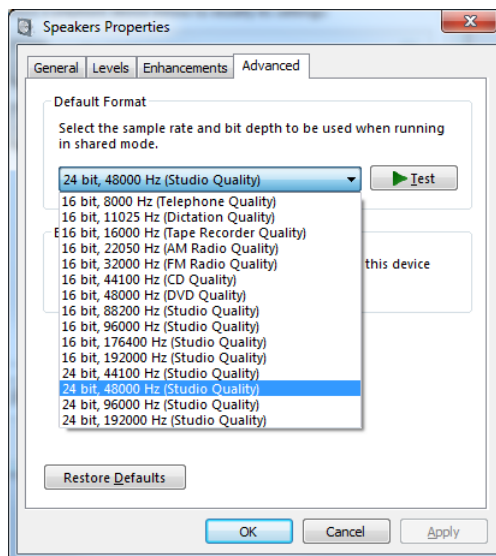 Speakers Properties
General Levels Enhancements Advanced
Default Format
Select the sample rate and bit depth to be used when running
in shared mode.
24 bit, 48000 Hz (Studio Quality)
Test
16 bit, 8000 Hz (Telephone Quality)
16 bit, 11025 Hz (Dictation Quality)
16 bit, 16000 Hz (Tape Recorder Quality)
16 bit, 22050 Hz (AM Radio Quality)
16 bit, 32000 Hz (FM Radio Quality)
this device
16 bit, 44100 Hz (CD Quality)
16 bit, 48000 Hz (DVD Quality)
16 bit, 88200 Hz (Studio Quality)
16 bit, 96000 Hz (Studio Quality)
16 bit, 176400 Hz (Studio Quality)
16 bit, 192000 Hz (Studio Quality)
24 bit, 44100 Hz (Studio Quality)
24 bit, 48000 Hz (Studio Quality)
24 bit, 96000 Hz (Studio Quality)
24 bit, 192000 Hz (Studio Quality)
Restore Defaults
OK Cancel Apply